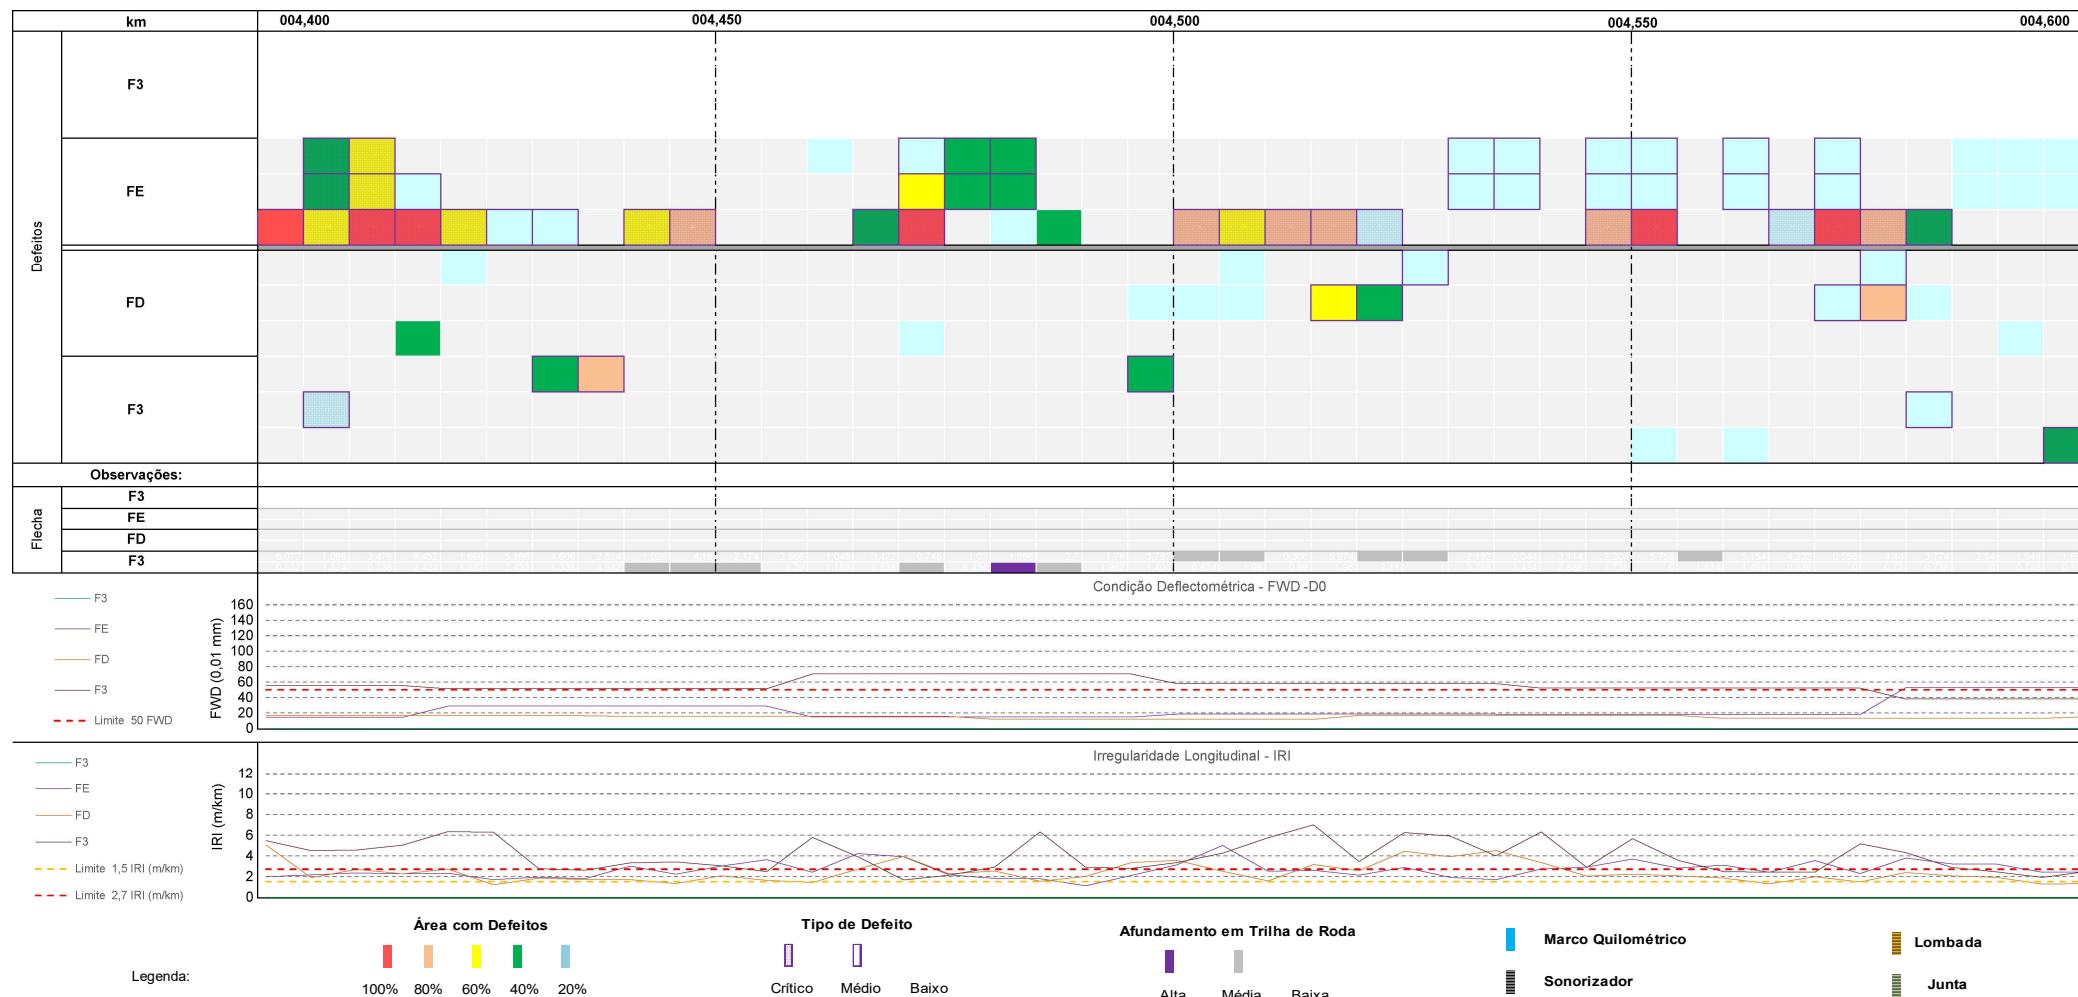 km 004,400 004,450 004,500 004,550 004,600
Defeitos
F3
FE
FD
F3
Observações:
Flecha
F3
FE
FD
F3
Condição Deflectométrica - FWD -D0
F3
FE
FD
F3
Limite 50 FWD
FWD (0,01 mm)
160
140
120
100
80
60
40
20
0
Irregularidade Longitudinal - IRI
F3
FE
FD
F3
Limite 1,5 IRI (m/km)
Limite 2,7 IRI (m/km)
IRI (m/km)
12
10
8
6
4
2
0
Legenda:
Área com Defeitos
100% 80% 60% 40% 20%
Tipo de Defeito
Crítico Médio Baixo
Afundamento em Trilha de Roda
Alta Média Baixa
Marco Quilométrico
Sonorizador
Lombada
Junta